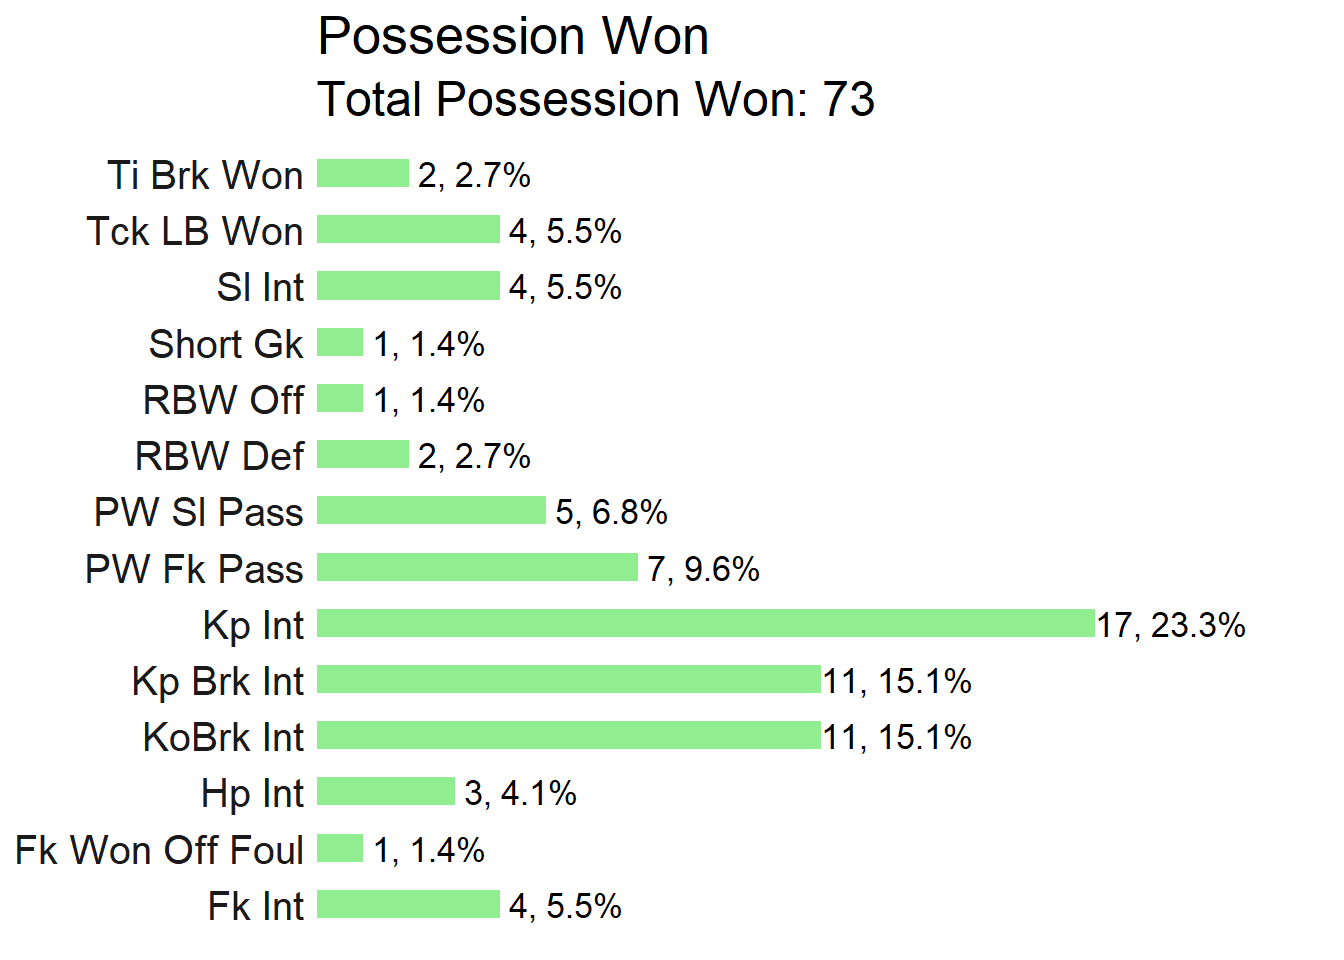 Possession Won
Total Possession Won: 73
Ti Brk Won 2, 2.7%
Tck LB Won 4, 5.5%
Sl Int 4, 5.5%
Short Gk 1, 1.4%
RBW Off 1, 1.4%
RBW Def 2, 2.7%
PW Sl Pass 5, 6.8%
PW Fk Pass 7, 9.6%
Kp Int 17, 23.3%
Kp Brk Int 11, 15.1%
KoBrk Int 11, 15.1%
Hp Int 3, 4.1%
Fk Won Off Foul 1, 1.4%
Fk Int 4, 5.5%